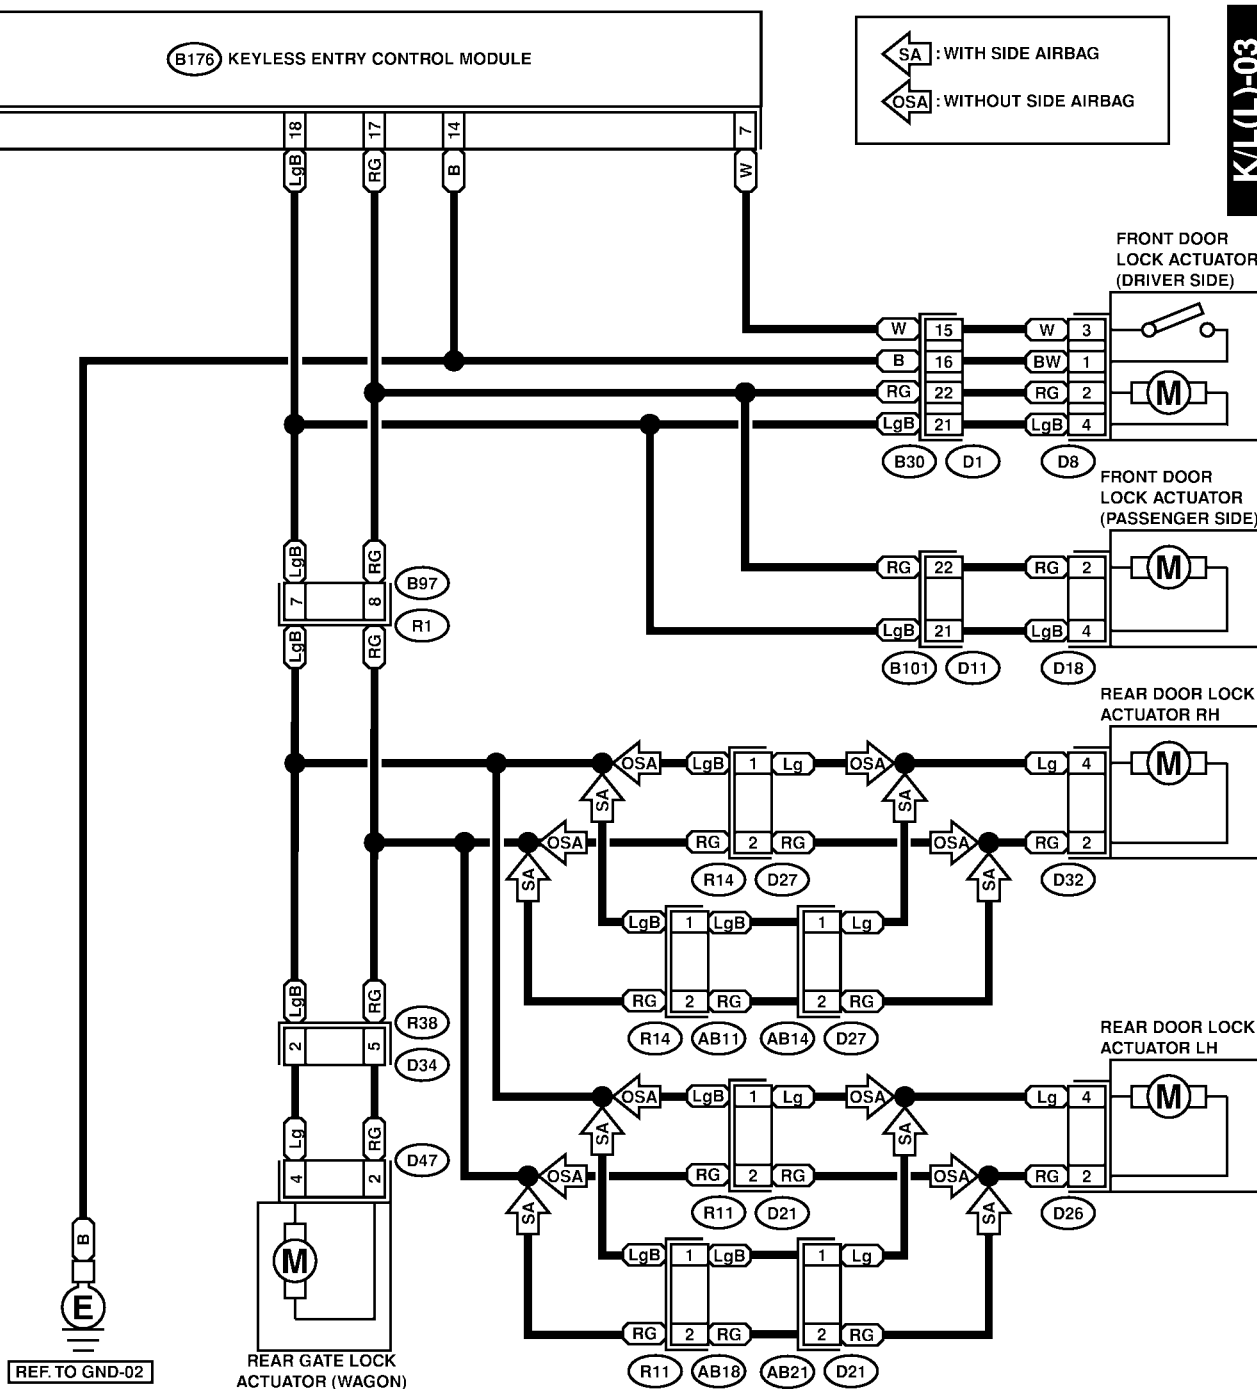 B176 KEYLESS ENTRY CONTROL MODULE
SA : WITH SIDE AIRBAG
OSA : WITHOUT SIDE AIRBAG
K/L(L)-03
18 17 14 7
LgB RG B W
FRONT DOOR
LOCK ACTUATOR
(DRIVER SIDE)
W 15 W 3
B 16 BW 1
RG 22 RG 2 M
LgB 21 LgB 4
B30 D1 D8
FRONT DOOR
LOCK ACTUATOR
(PASSENGER SIDE)
LgB RG
7 8
B97
R1
LgB RG
RG 22 RG 2 M
LgB 21 LgB 4
B101 D11 D18
REAR DOOR LOCK
ACTUATOR RH
OSA LgB 1 Lg OSA Lg 4 M
SA SA
OSA RG 2 RG OSA RG 2
SA SA
R14 D27 D32
LgB 1 LgB 1 Lg
RG 2 RG 2 RG
R14 AB11 AB14 D27
LgB RG
2 5
R38
D34
Lg RG
4 2
D47
M
REAR GATE LOCK
ACTUATOR (WAGON)
REAR DOOR LOCK
ACTUATOR LH
OSA LgB 1 Lg OSA Lg 4 M
SA SA
OSA RG 2 RG OSA RG 2
SA SA
R11 D21 D26
LgB 1 LgB 1 Lg
RG 2 RG 2 RG
R11 AB18 AB21 D21
B
E
REF. TO GND-02